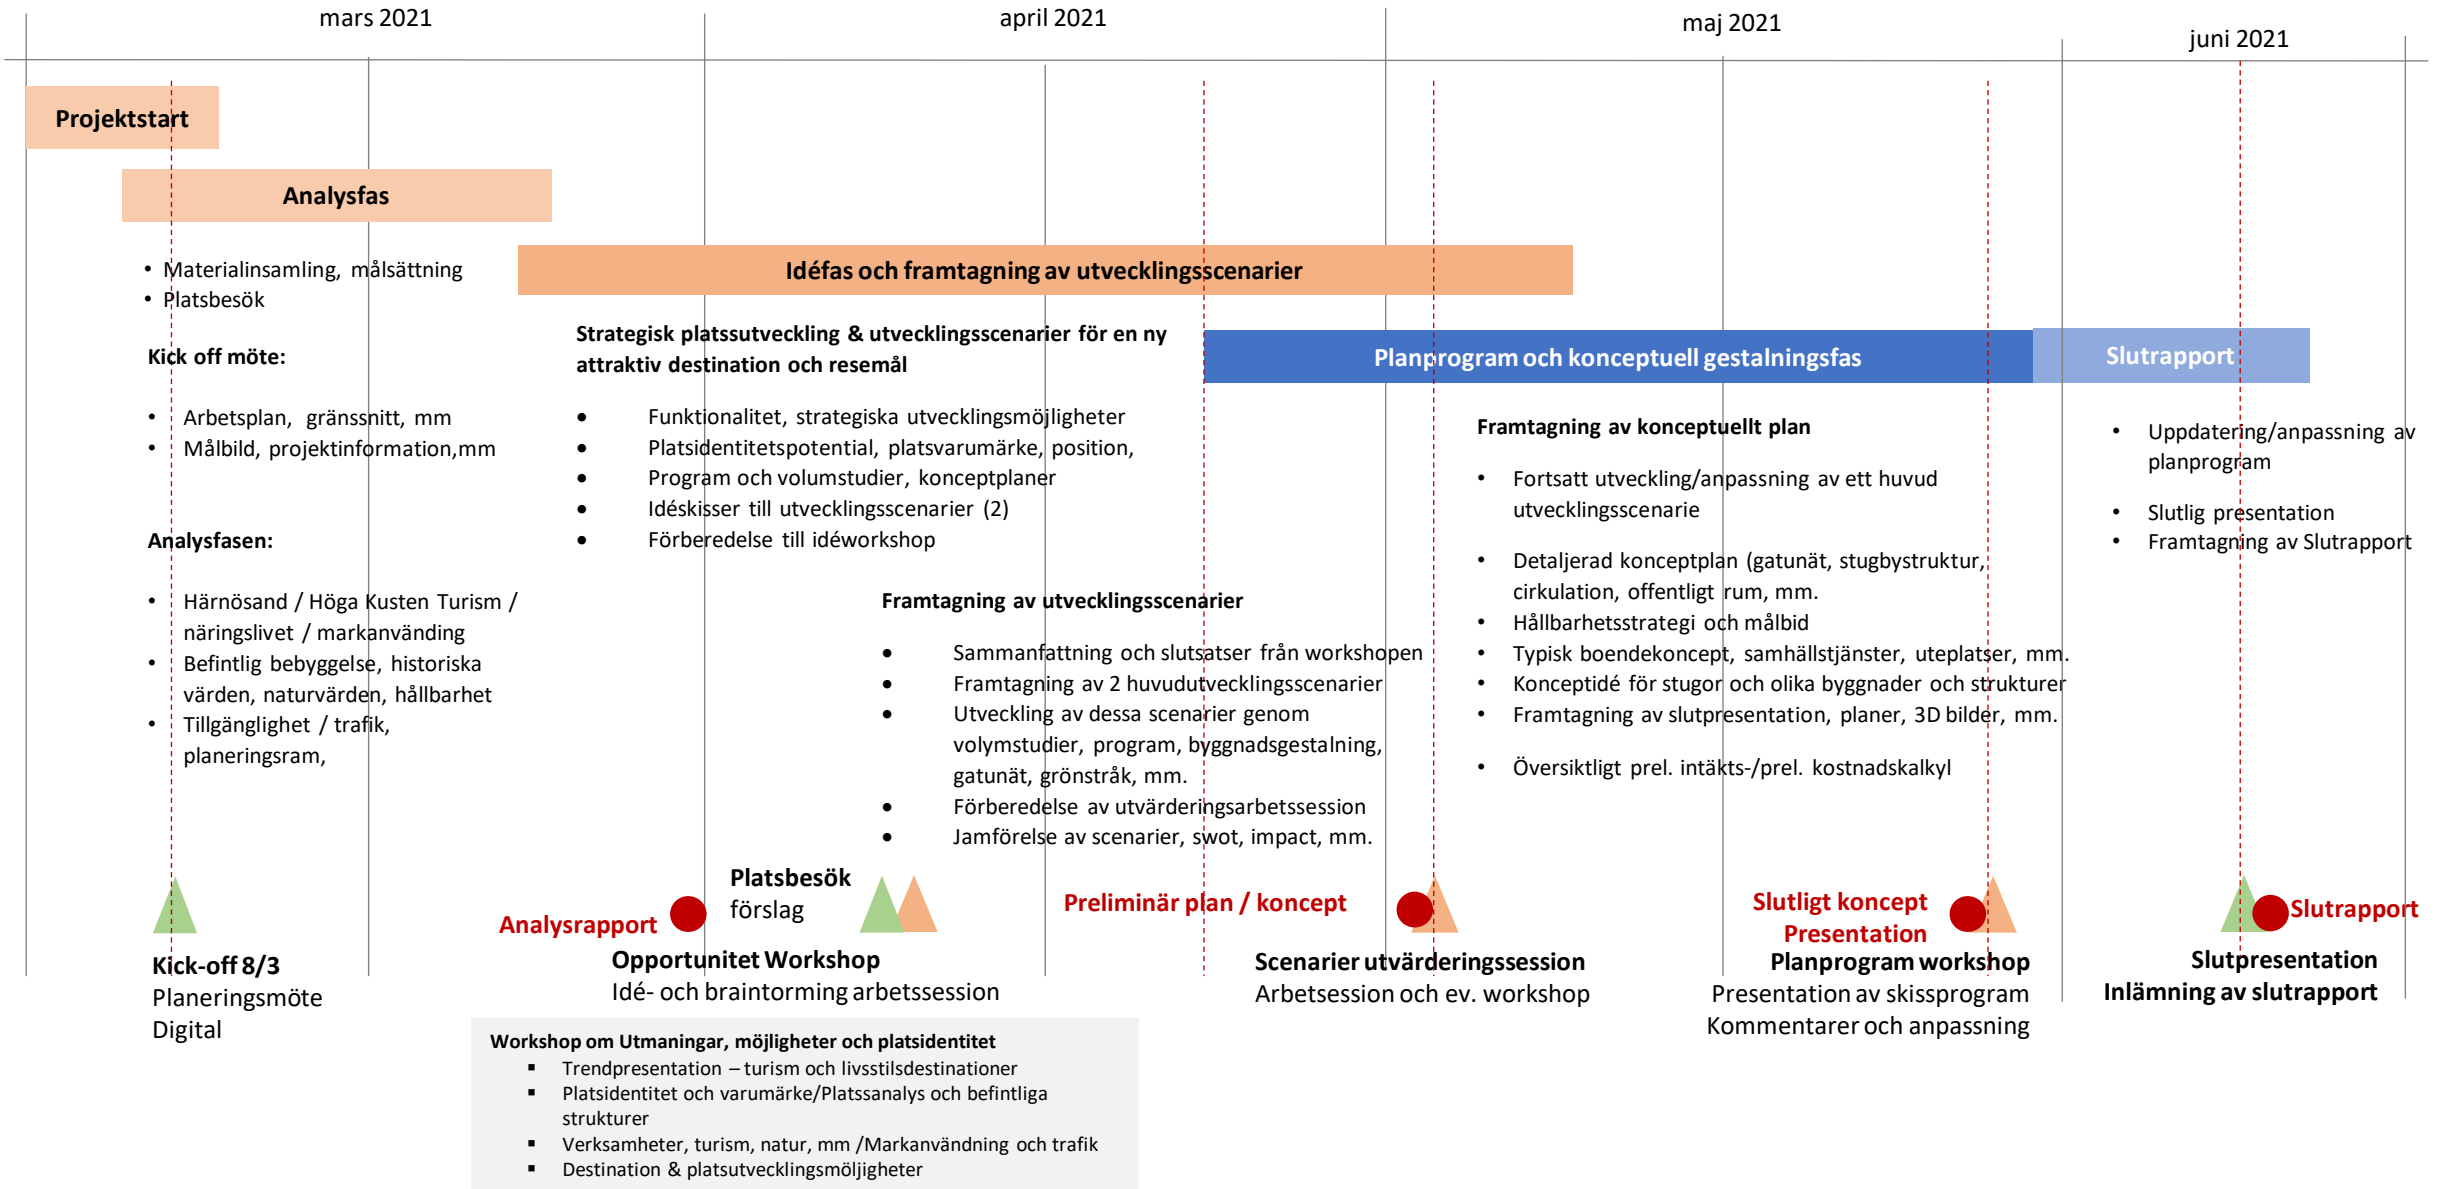 mars 2021
april 2021
maj 2021
juni 2021
Projektstart
Analysfas
• Materialinsamling, målsättning
• Platsbesök
Kick off möte:
• Arbetsplan, gränssnitt, mm
• Målbild, projektinformation,mm
Analysfasen:
• Härnösand / Höga Kusten Turism /
näringslivet / markanvänding
• Befintlig bebyggelse, historiska
värden, naturvärden, hållbarhet
• Tillgänglighet / trafik,
planeringsram,
Idéfas och framtagning av utvecklingsscenarier
Strategisk platssutveckling & utvecklingsscenarier för en ny
attraktiv destination och resemål
• Funktionalitet, strategiska utvecklingsmöjligheter
• Platsidentitetspotential, platsvarumärke, position,
• Program och volumstudier, konceptplaner
• Idéskisser till utvecklingsscenarier (2)
• Förberedelse till idéworkshop
Framtagning av utvecklingsscenarier
• Sammanfattning och slutsatser från workshopen
• Framtagning av 2 huvudutvecklingsscenarier
• Utveckling av dessa scenarier genom
volymstudier, program, byggnadsgestalning,
gatunät, grönstråk, mm.
• Förberedelse av utvärderingsarbetssession
• Jamförelse av scenarier, swot, impact, mm.
Planprogram och konceptuell gestalningsfas
Framtagning av konceptuellt plan
• Fortsatt utveckling/anpassning av ett huvud
utvecklingsscenarie
• Detaljerad konceptplan (gatunät, stugbystruktur,
cirkulation, offentligt rum, mm.
• Hållbarhetsstrategi och målbid
• Typisk boendekoncept, samhällstjänster, uteplatser, mm.
• Konceptidé för stugor och olika byggnader och strukturer
• Framtagning av slutpresentation, planer, 3D bilder, mm.
• Översiktligt prel. intäkts-/prel. kostnadskalkyl
Slutrapport
• Uppdatering/anpassning av
planprogram
• Slutlig presentation
• Framtagning av Slutrapport
Kick-off 8/3
Planeringsmöte
Digital
Analysrapport
Platsbesök
förslag
Opportunitet Workshop
Idé- och braintorming arbetssession
Preliminär plan / koncept
Scenarier utvärderingssession
Arbetsession och ev. workshop
Slutligt koncept
Presentation
Planprogram workshop
Presentation av skissprogram
Kommentarer och anpassning
Slutrapport
Slutpresentation
Inlämning av slutrapport
Workshop om Utmaningar, möjligheter och platsidentitet
▪ Trendpresentation – turism och livsstilsdestinationer
▪ Platsidentitet och varumärke/Platssanalys och befintliga
strukturer
▪ Verksamheter, turism, natur, mm /Markanvändning och trafik
▪ Destination & platsutvecklingsmöljigheter